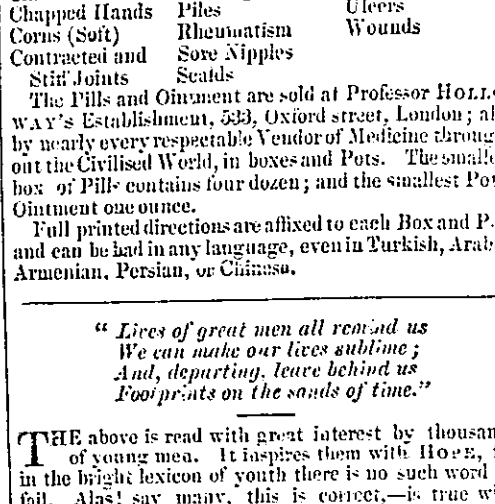 Chapped Hands Piles Ulcers
Corns (Soft) Rheumatism Wounds
Contracted and Sore Nipples
Stiff Joints Scalds
The Pills and Ointment are sold at Professor HOLLO
WAY'S Establishment, 533, Oxford street, London; al
by nearly every respectable Vendor of Medicine throug
out the Civilised World, in boxes and Pots. The smalle
box of Pills contains four dozen; and the smallest Pot
Ointment one ounce.
Full printed directions are affixed to each Box and P
and can be had in any language, even in Turkish, Arab
Armenian, Persian, or Chinese.
"Lives of great men all remind us
We can make our lives sublime;
And, departing, leave behind us
Footprints on the sands of time."
THE above is read with great interest by thousan
of young men. It inspires them with HOPE, f
in the bright lexicon of youth there is no such word
fail. Alas! say many, this is correct,—is true wi